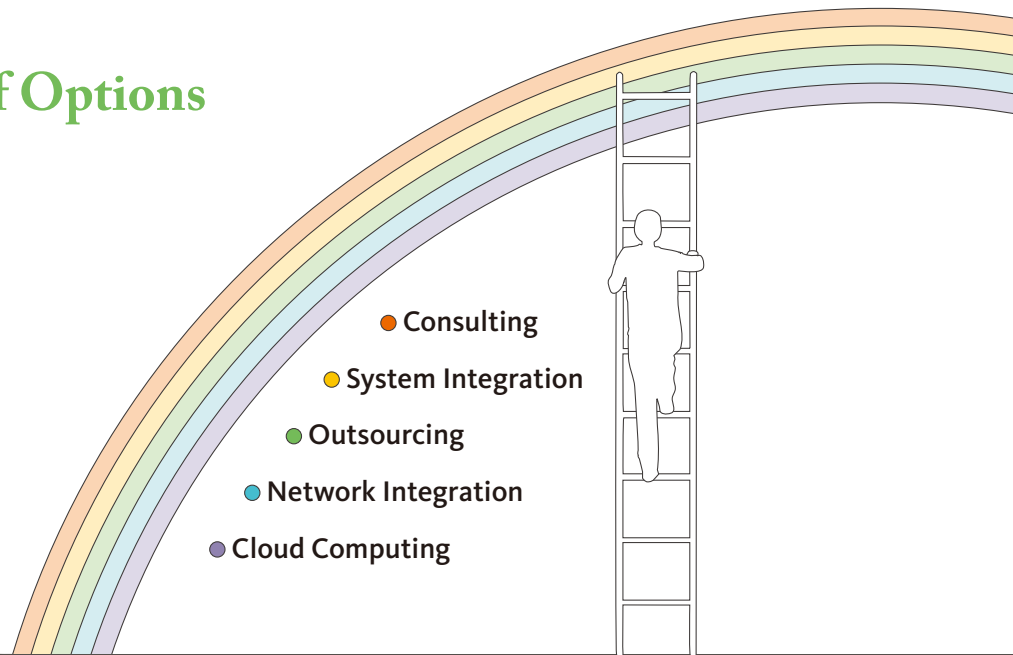 f Options
Consulting
System Integration
Outsourcing
Network Integration
Cloud Computing